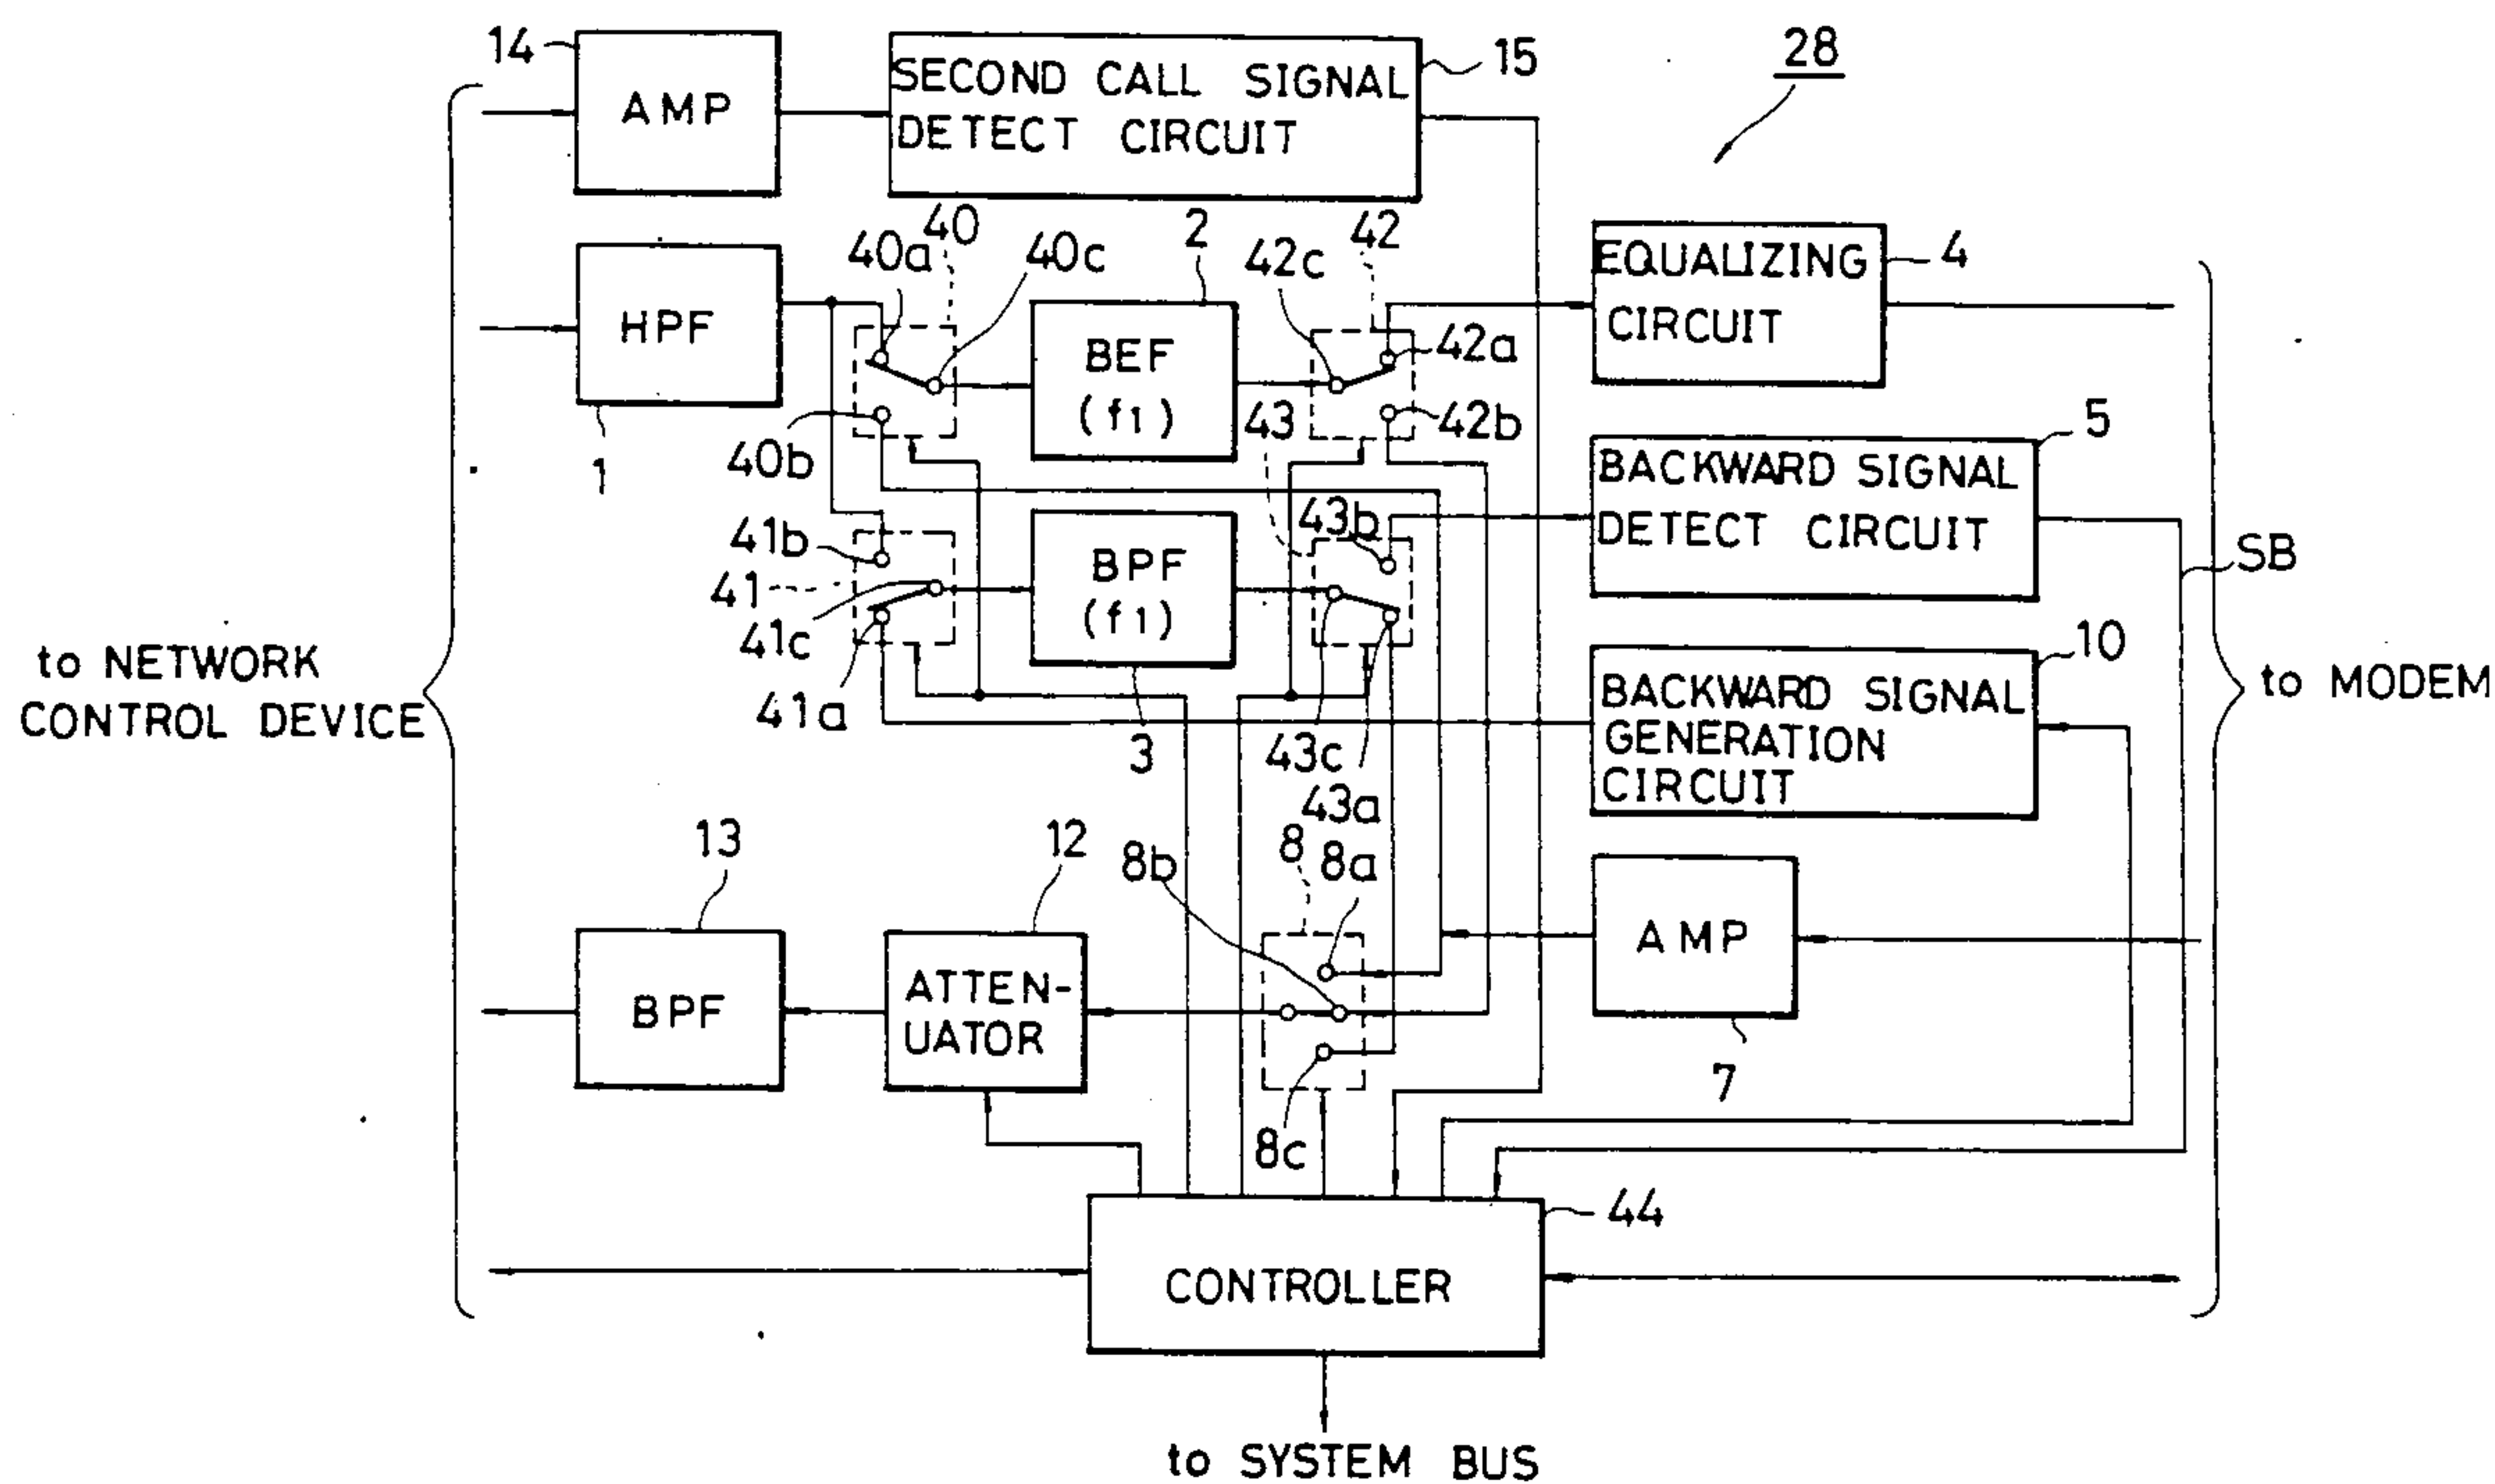 14
AMP
SECOND CALL SIGNAL
DETECT CIRCUIT
15
28
HPF
1
40a
40
40c
40b
2
BEF
(f1)
42c
42
42a
42b
EQUALIZING
CIRCUIT
4
41b
41
41c
41a
BPF
(f1)
3
43
43b
43c
43a
BACKWARD SIGNAL
DETECT CIRCUIT
5
SB
BACKWARD SIGNAL
GENERATION
CIRCUIT
10
to NETWORK
CONTROL DEVICE
to MODEM
13
BPF
12
ATTEN-
UATOR
8b
8
8a
8c
AMP
7
CONTROLLER
44
to SYSTEM BUS